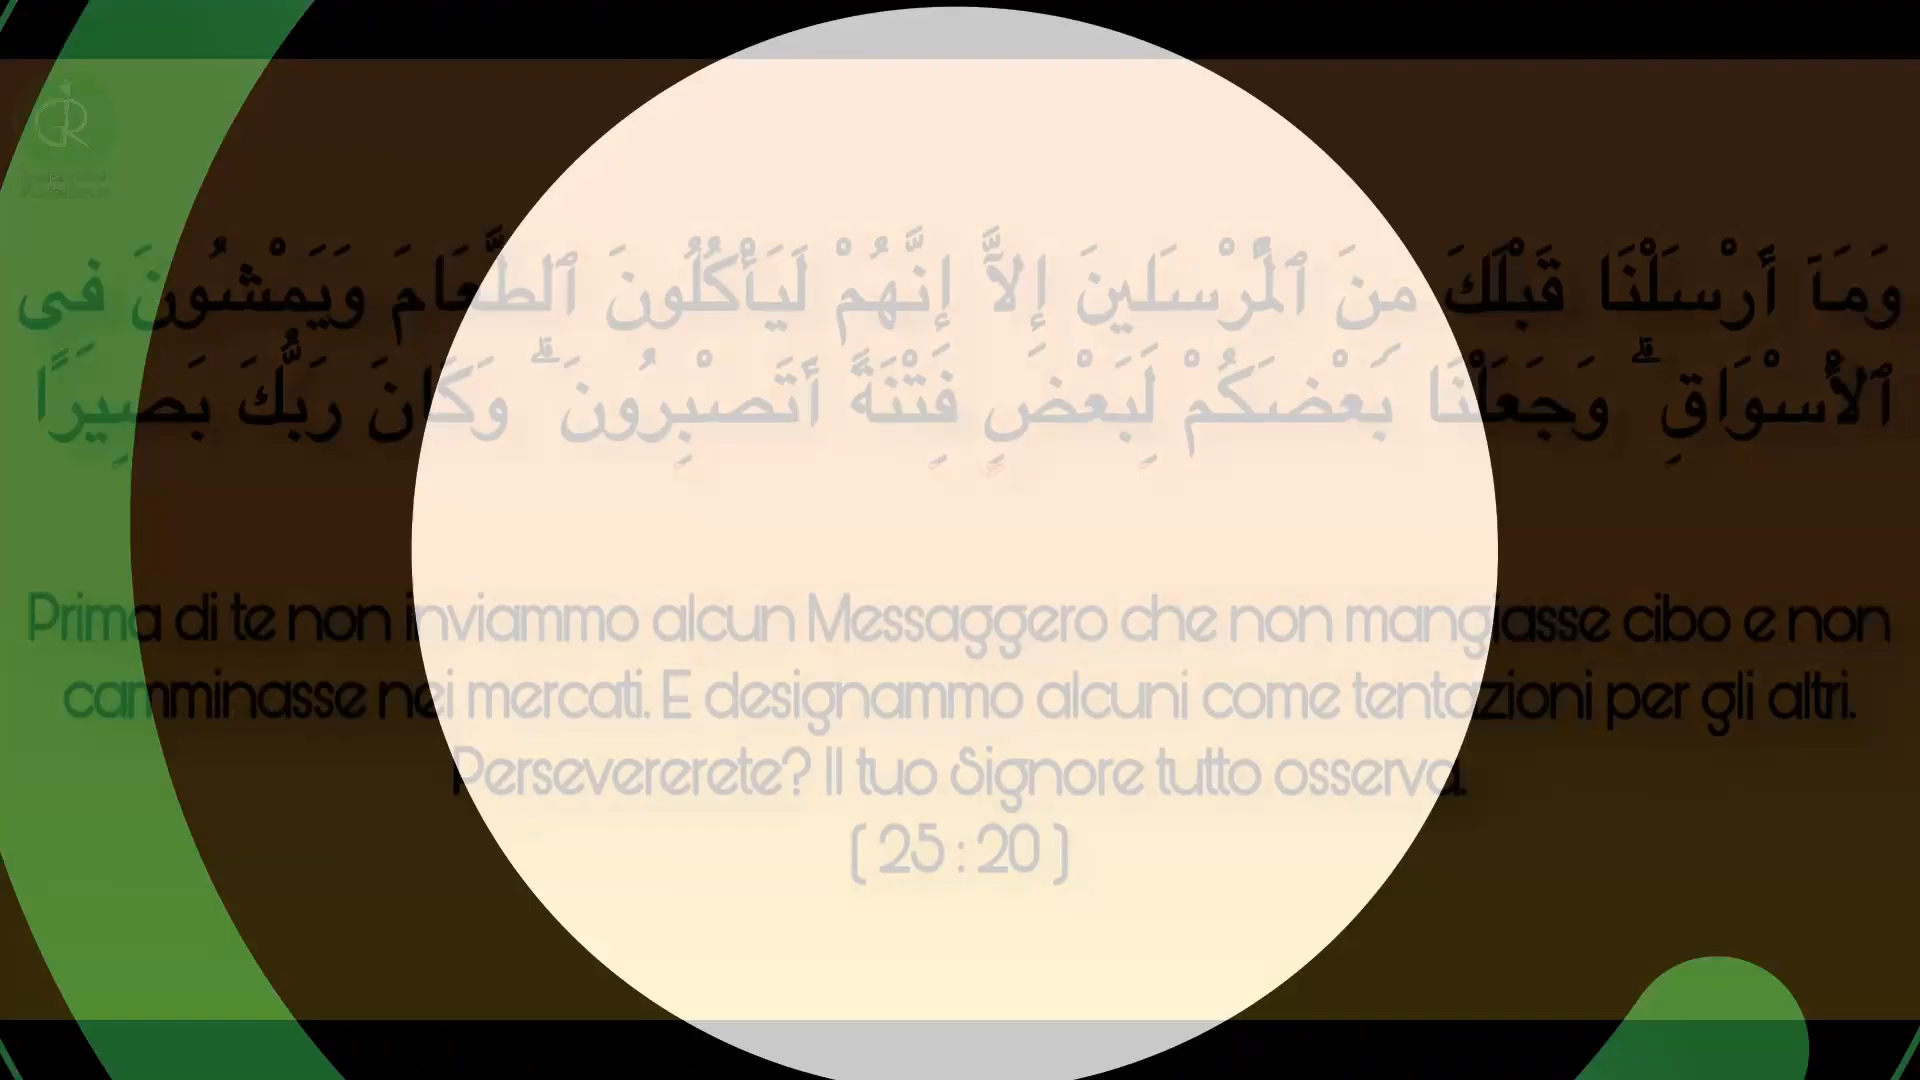 وَمَآ أَرْسَلْنَا قَبْلَكَ مِنَ ٱلْمُرْسَلِينَ إِلَّآ إِنَّهُمْ لَيَأْكُلُونَ ٱلطَّعَامَ وَيَمْشُونَ فِى
ٱلْأَسْوَاقِ ۗ وَجَعَلْنَا بَعْضَكُمْ لِبَعْضٍ فِتْنَةً أَتَصْبِرُونَ ۗ وَكَانَ رَبُّكَ بَصِيرًا
Prima di te non inviammo alcun Messaggero che non mangiasse cibo e non
camminasse nei mercati. E designammo alcuni come tentazioni per gli altri.
Persevererete? Il tuo Signore tutto osserva.
( 25 : 20 )